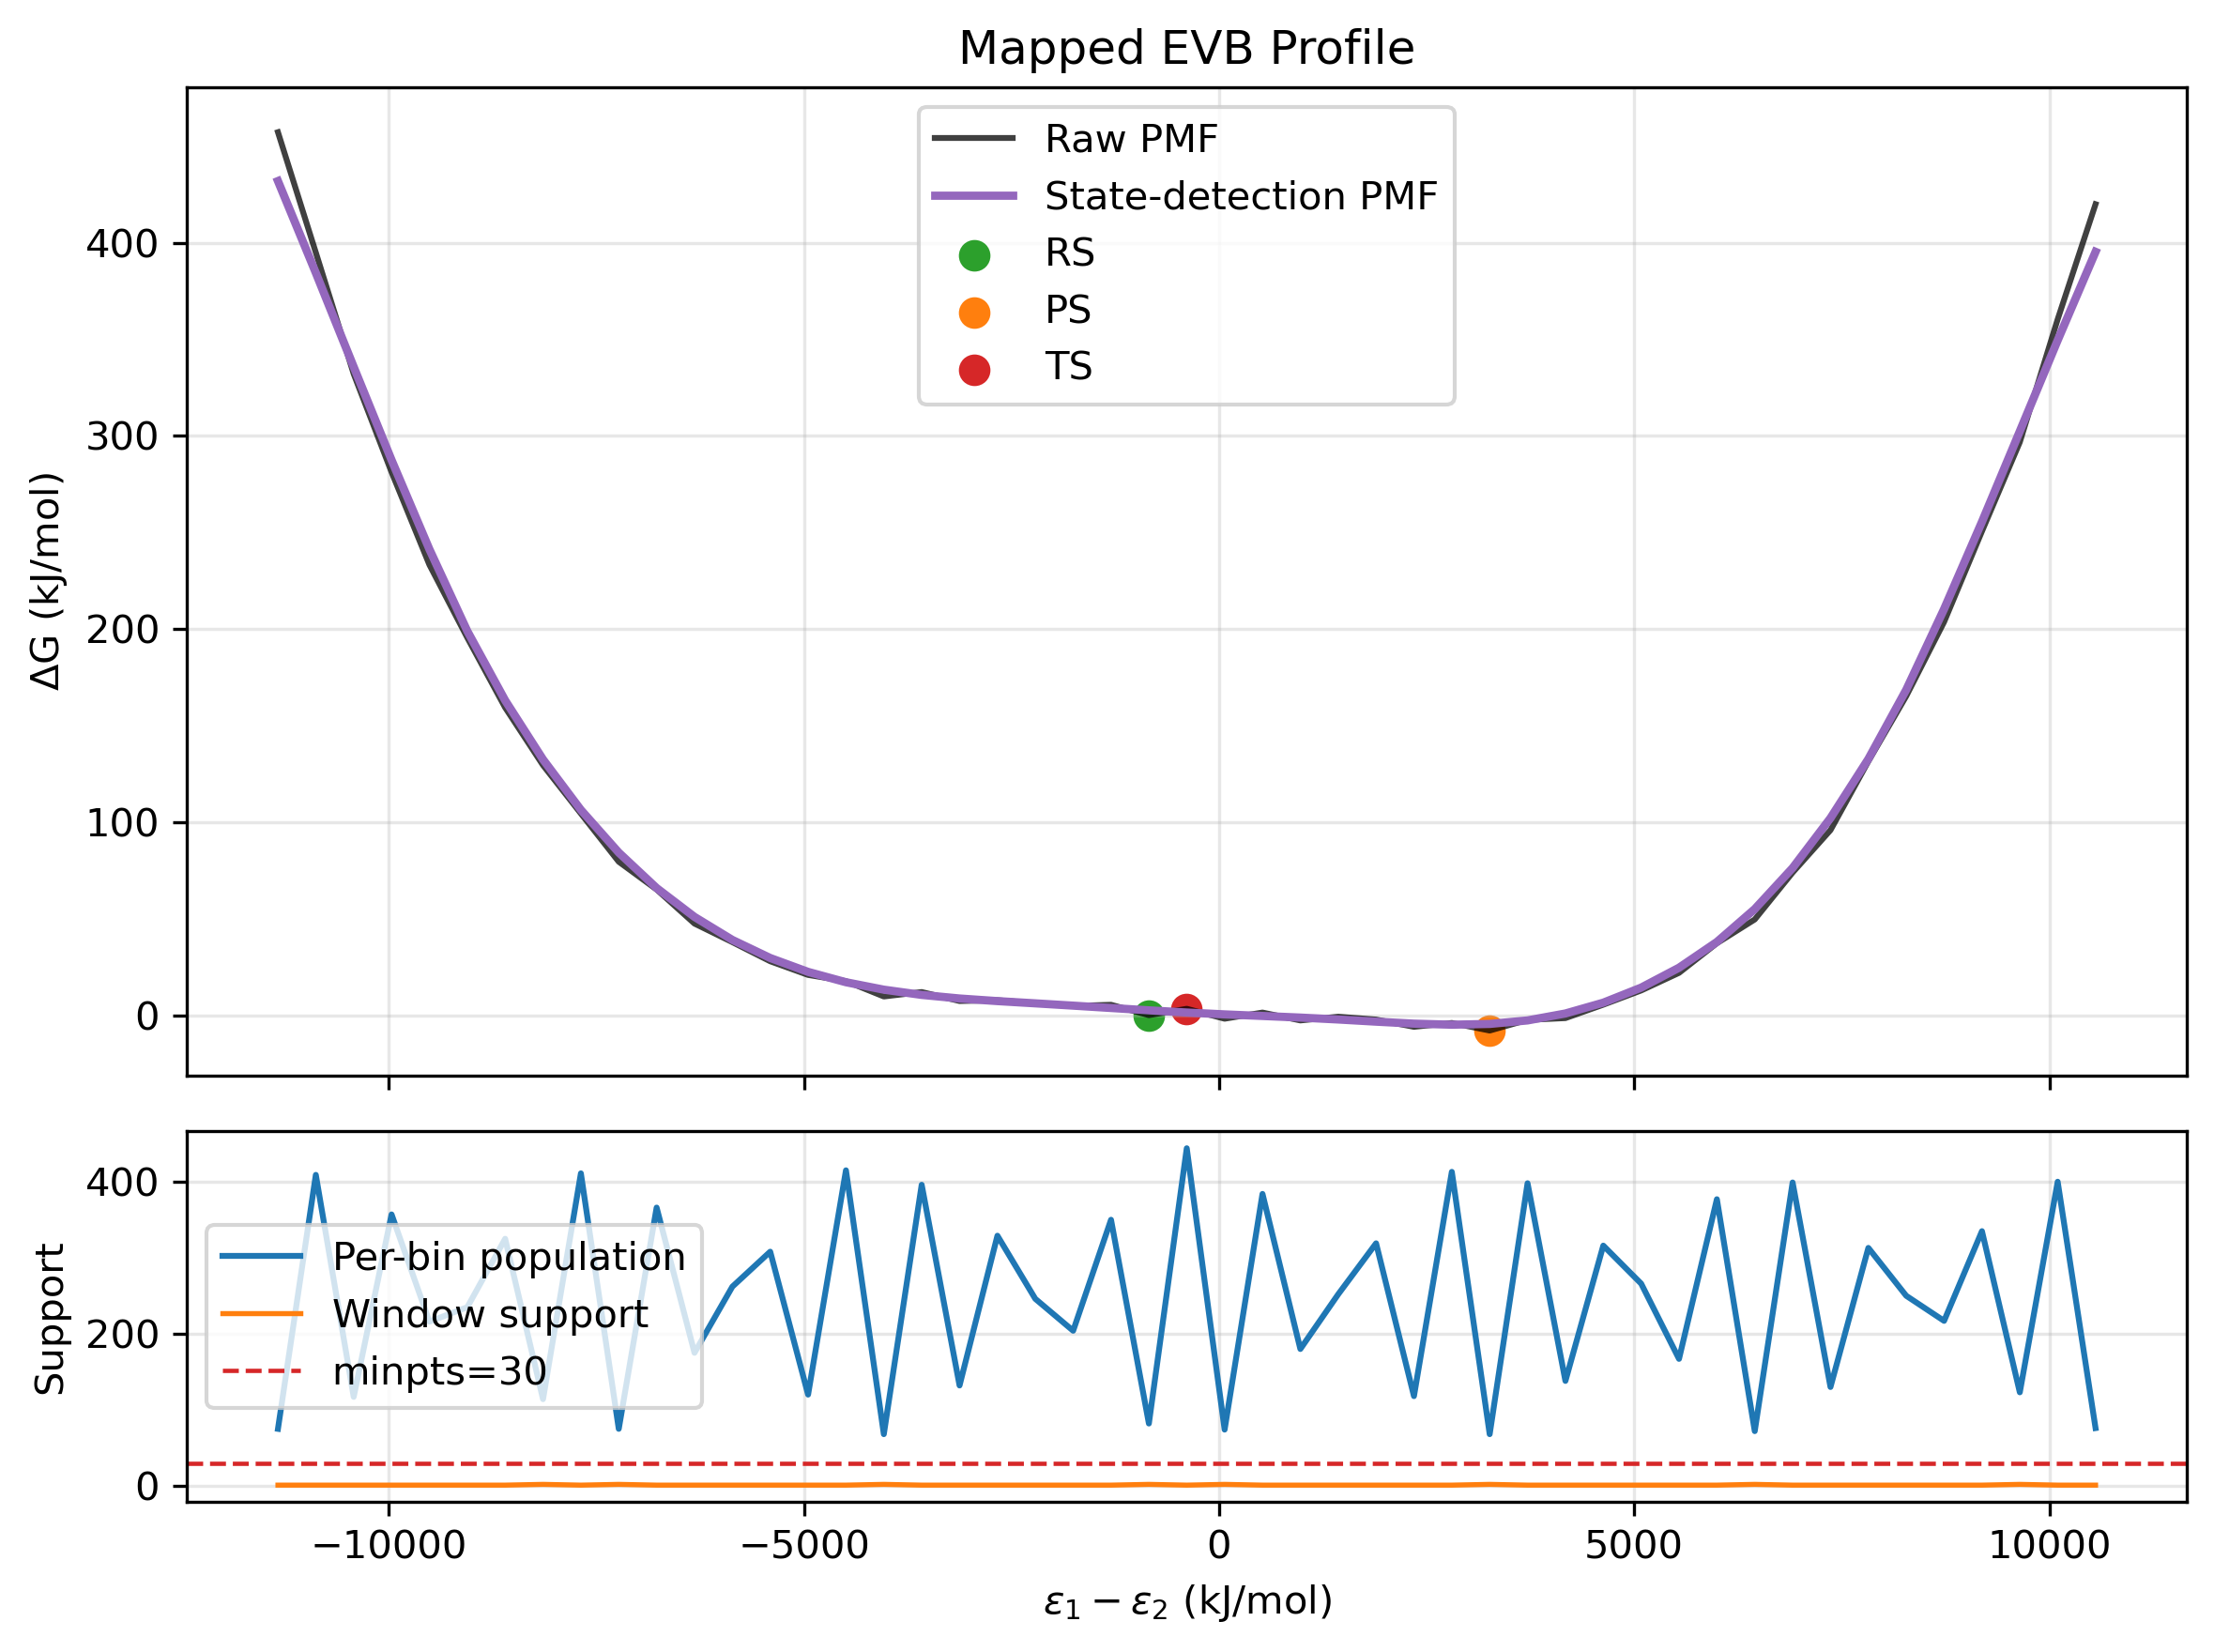 Mapped EVB Profile
Raw PMF
State-detection PMF
RS
PS
TS
ΔG (kJ/mol)
400
300
200
100
0
Per-bin population
Window support
minpts=30
Support
400
200
0
−10000
−5000
0
5000
10000
ε₁ − ε₂ (kJ/mol)